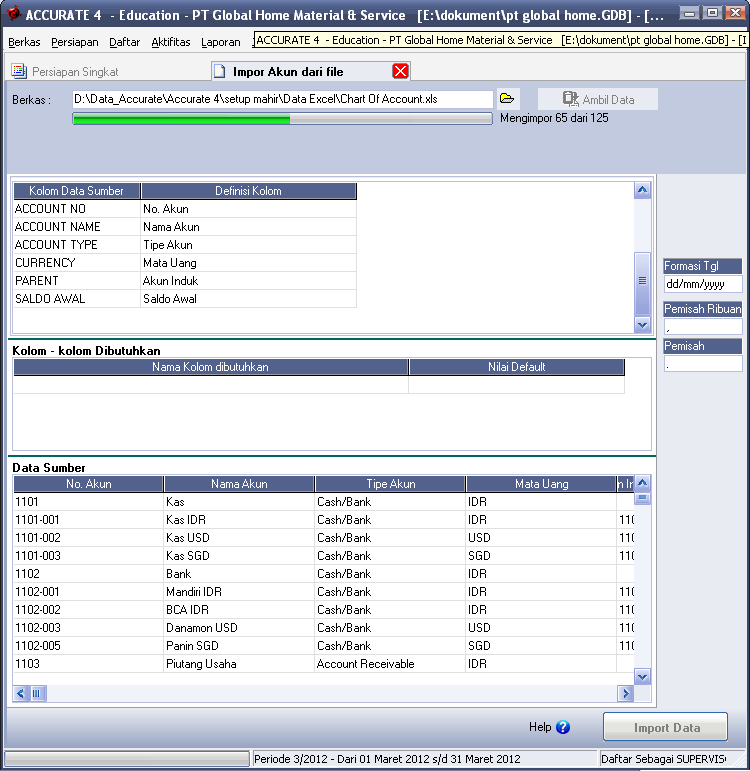 ACCURATE 4 - Education - PT Global Home Material & Service [E:\dokument\pt global home.GDB] - [...
Berkas Persiapan Daftar Aktifitas Laporan
ACCURATE 4 - Education - PT Global Home Material & Service [E:\dokument\pt global home.GDB] - [I
Persiapan Singkat
Impor Akun dari file
Berkas :
D:\Data_Accurate\Accurate 4\setup mahir\Data Excel\Chart Of Account.xls
Ambil Data
Mengimpor 65 dari 125
Kolom Data Sumber Definisi Kolom
ACCOUNT NO No. Akun
ACCOUNT NAME Nama Akun
ACCOUNT TYPE Tipe Akun
CURRENCY Mata Uang
PARENT Akun Induk
SALDO AWAL Saldo Awal
Formasi Tgl
dd/mm/yyyy
Pemisah Ribuan
,
Pemisah
.
Kolom - kolom Dibutuhkan
Nama Kolom dibutuhkan Nilai Default
Data Sumber
No. Akun Nama Akun Tipe Akun Mata Uang n In
1101 Kas Cash/Bank IDR
1101-001 Kas IDR Cash/Bank IDR 110
1101-002 Kas USD Cash/Bank USD 110
1101-003 Kas SGD Cash/Bank SGD 110
1102 Bank Cash/Bank IDR
1102-001 Mandiri IDR Cash/Bank IDR 110
1102-002 BCA IDR Cash/Bank IDR 110
1102-003 Danamon USD Cash/Bank USD 110
1102-005 Panin SGD Cash/Bank SGD 110
1103 Piutang Usaha Account Receivable IDR
Help
Import Data
Periode 3/2012 - Dari 01 Maret 2012 s/d 31 Maret 2012
Daftar Sebagai SUPERVIS